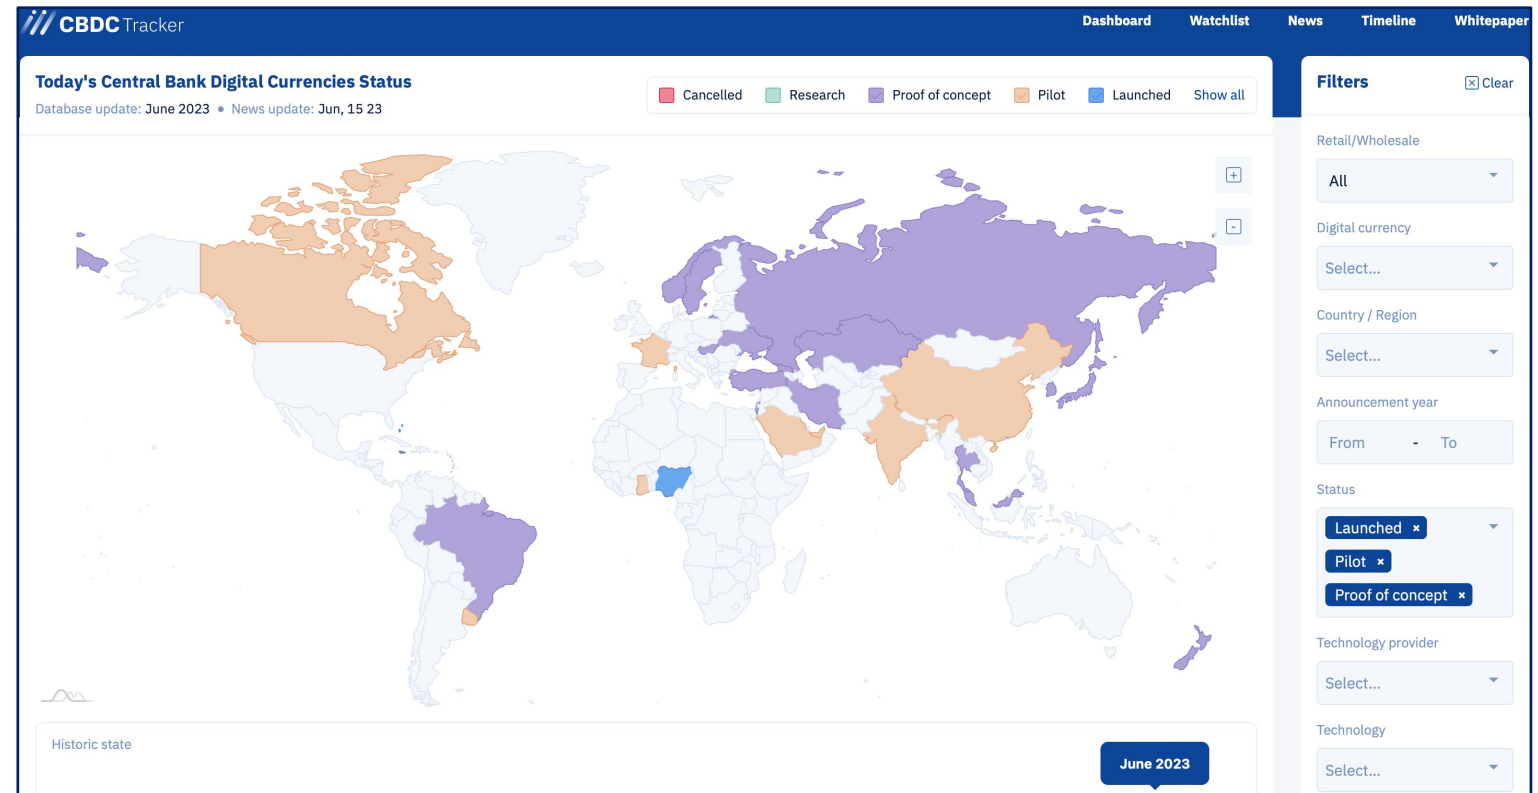 CBDC Tracker
Dashboard Watchlist News Timeline Whitepaper
Today's Central Bank Digital Currencies Status
Database update: June 2023 • News update: Jun, 15 23
Cancelled Research Proof of concept Pilot Launched Show all
Filters Clear
Retail/Wholesale
All
Digital currency
Select...
Country / Region
Select...
Announcement year
From - To
Status
Launched ×
Pilot ×
Proof of concept ×
Technology provider
Select...
Technology
Select...
+
-
Historic state
June 2023